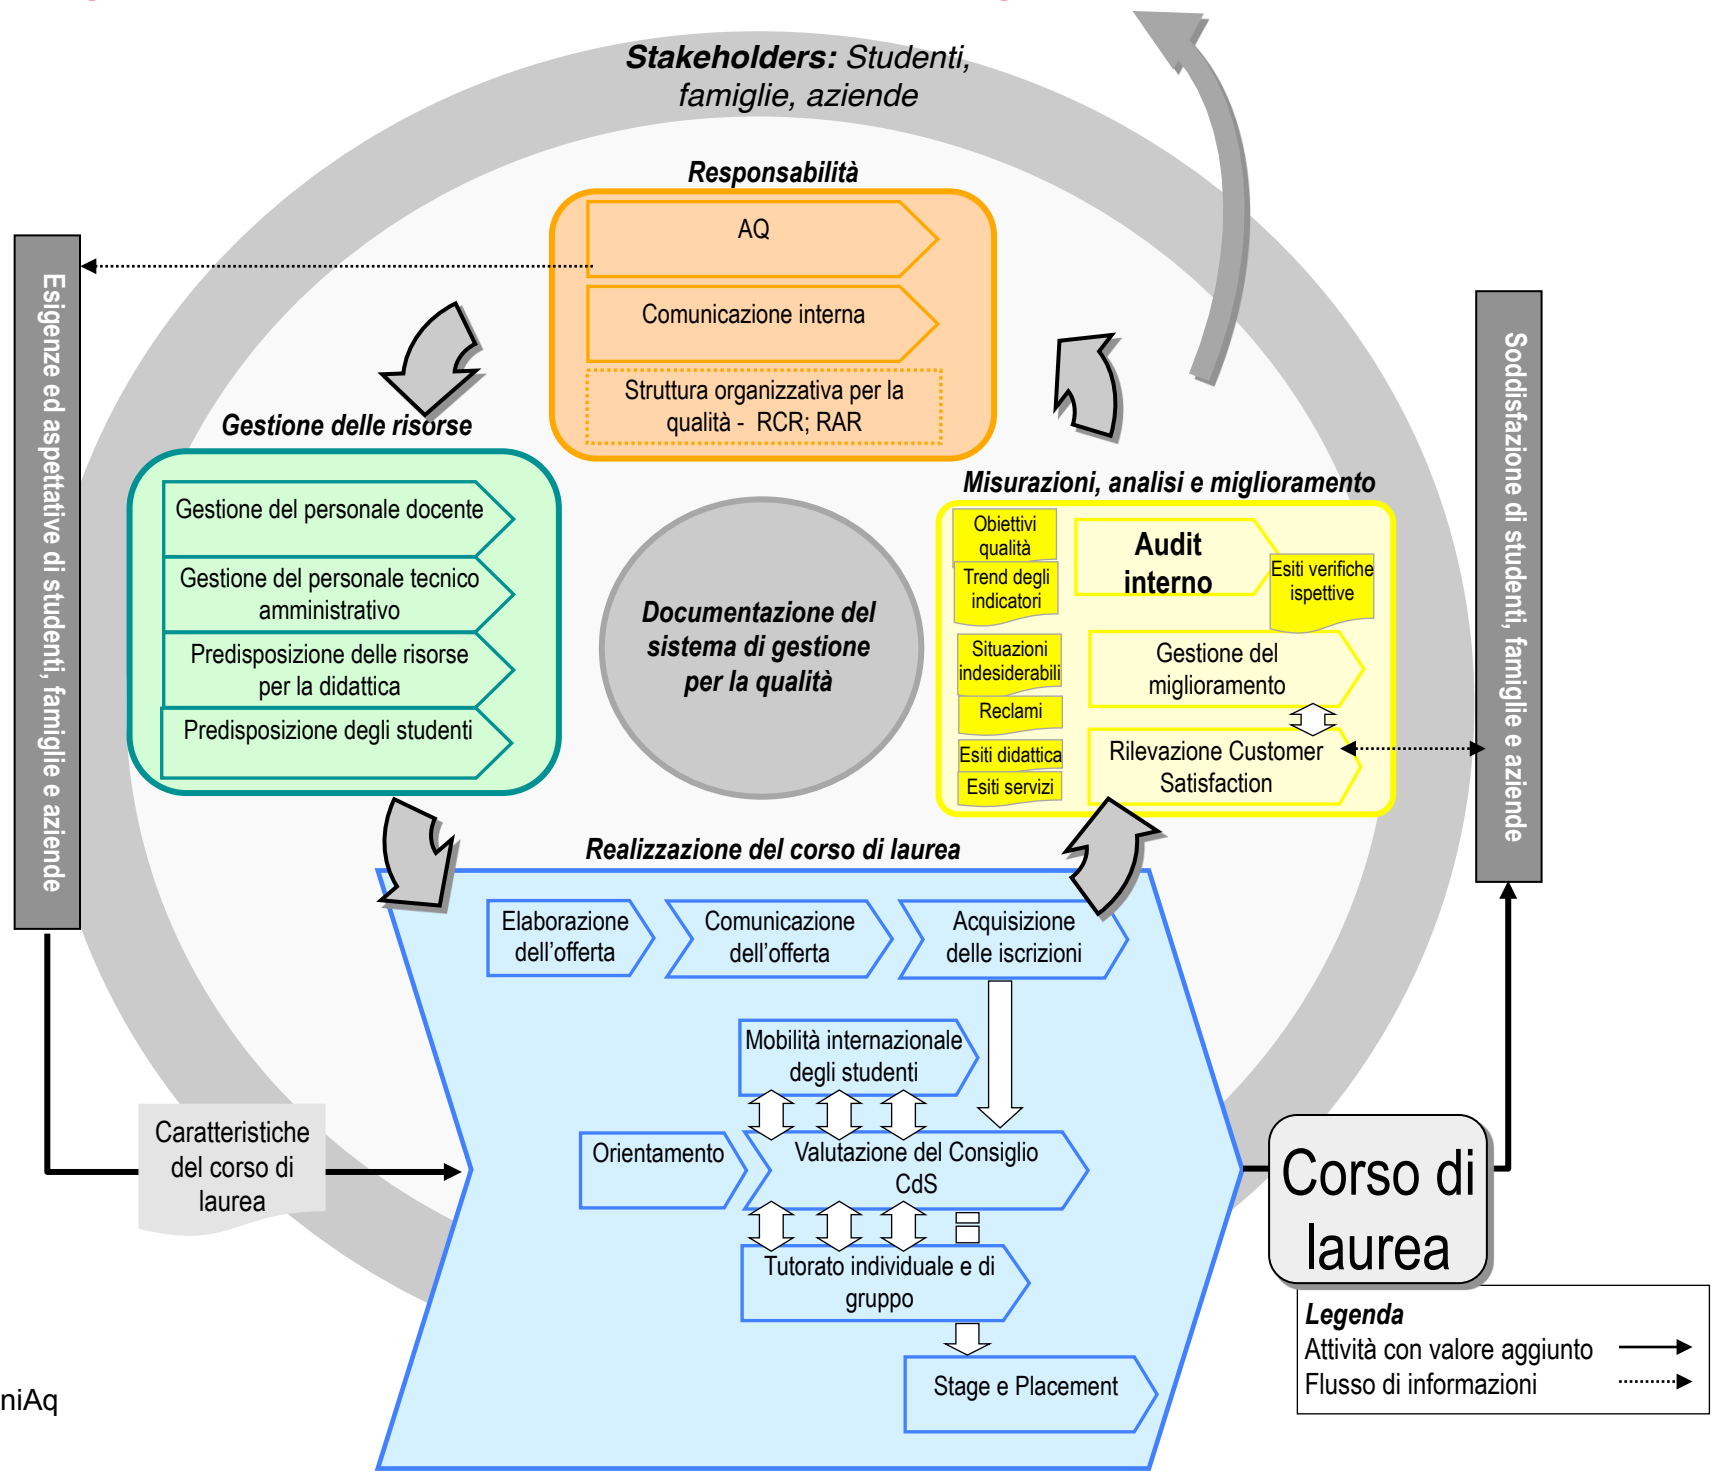 Stakeholders: Studenti,
famiglie, aziende
Responsabilità
AQ
Comunicazione interna
Struttura organizzativa per la
qualità - RCR; RAR
Esigenze ed aspettative di studenti, famiglie e aziende
Gestione delle risorse
Gestione del personale docente
Gestione del personale tecnico
amministrativo
Predisposizione delle risorse
per la didattica
Predisposizione degli studenti
Documentazione del
sistema di gestione
per la qualità
Misurazioni, analisi e miglioramento
Obiettivi
qualità
Trend degli
indicatori
Situazioni
indesiderabili
Reclami
Esiti didattica
Esiti servizi
Audit
interno
Esiti verifiche
ispettive
Gestione del
miglioramento
Rilevazione Customer
Satisfaction
Soddisfazione di studenti, famiglie e aziende
Realizzazione del corso di laurea
Elaborazione
dell’offerta
Comunicazione
dell’offerta
Acquisizione
delle iscrizioni
Mobilità internazionale
degli studenti
Orientamento
Valutazione del Consiglio
CdS
Tutorato individuale e di
gruppo
Stage e Placement
Caratteristiche
del corso di
laurea
Corso di
laurea
Legenda
Attività con valore aggiunto
Flusso di informazioni
niAq